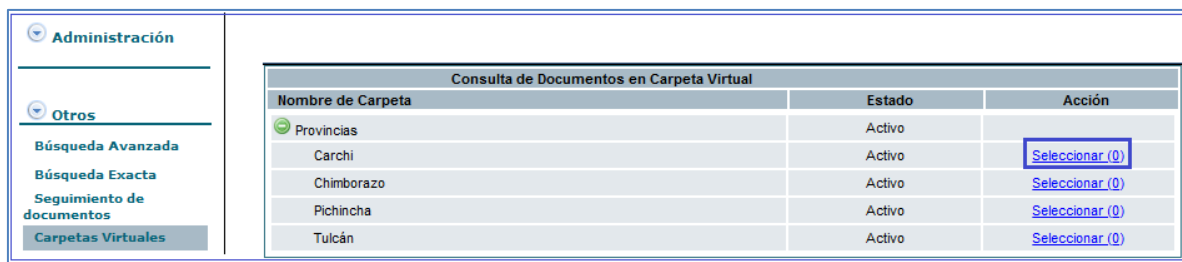 Administración
Otros
Búsqueda Avanzada
Búsqueda Exacta
Seguimiento de
documentos
Carpetas Virtuales
Consulta de Documentos en Carpeta Virtual
Nombre de Carpeta Estado Acción
Provincias Activo
Carchi Activo Seleccionar (0)
Chimborazo Activo Seleccionar (0)
Pichincha Activo Seleccionar (0)
Tulcán Activo Seleccionar (0)